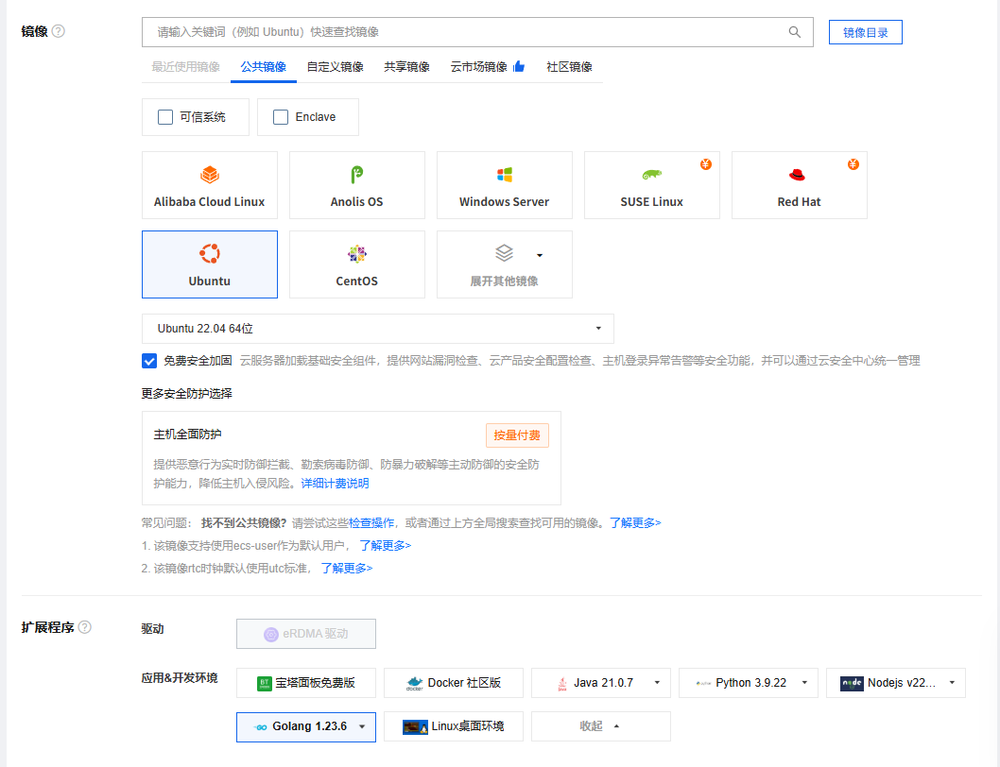 镜像
请输入关键词（例如 Ubuntu）快速查找镜像
镜像目录
最近使用镜像 公共镜像 自定义镜像 共享镜像 云市场镜像 社区镜像
可信系统 Enclave
Alibaba Cloud Linux Anolis OS Windows Server SUSE Linux Red Hat
Ubuntu CentOS 展开其他镜像
Ubuntu 22.04 64位
免费安全加固 云服务器加载基础安全组件，提供网站漏洞检查、云产品安全配置检查、主机登录异常告警等安全功能，并可以通过云安全中心统一管理
更多安全防护选择
主机全面防护 按量付费
提供恶意行为实时防御拦截、勒索病毒防御、防暴力破解等主动防御的安全防
护能力，降低主机入侵风险。详细计费说明
常见问题： 找不到公共镜像？请尝试这些检查操作，或者通过上方全局搜索查找可用的镜像。了解更多>
1. 该镜像支持使用ecs-user作为默认用户， 了解更多>
2. 该镜像rtc时钟默认使用utc标准， 了解更多>
扩展程序 驱动 eRDMA 驱动
应用&开发环境 BT 宝塔面板免费版 docker Docker 社区版 Java 21.0.7 Python 3.9.22 node Nodejs v22...
GO Golang 1.23.6 Linux桌面环境 收起